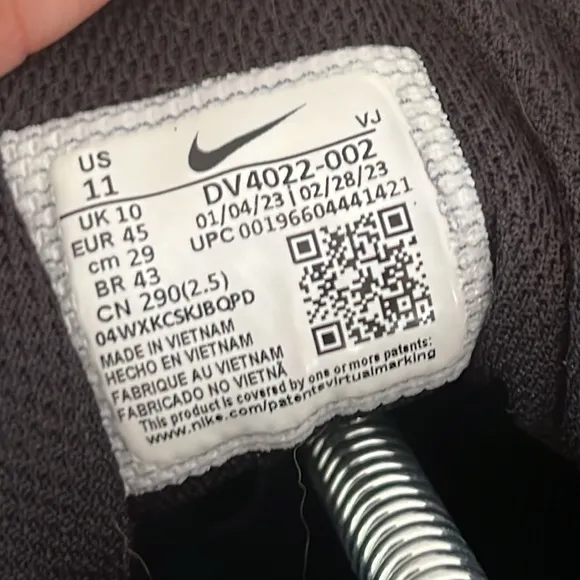 US
11
VJ
DV4022-002
01/04/23 | 02/28/23
UPC 00196604441421
UK 10
EUR 45
cm 29
BR 43
CN 290(2.5)
04WXKCSKJBQPD
MADE IN VIETNAM
HECHO EN VIETNAM
FABRIQUE AU VIETNAM
FABRICADO NO VIETNÃ
This product is covered by one or more patents:
www.nike.com/patentsvirtualmarking